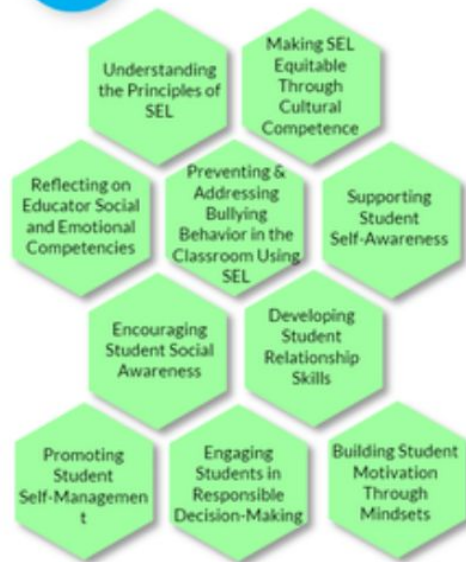 Understanding
the Principles of
SEL
Making SEL
Equitable
Through
Cultural
Competence
Reflecting on
Educator Social
and Emotional
Competencies
Preventing &
Addressing
Bullying
Behavior in the
Classroom Using
SEL
Supporting
Student
Self-Awareness
Encouraging
Student Social
Awareness
Developing
Student
Relationship
Skills
Promoting
Student
Self-Managemen
t
Engaging
Students in
Responsible
Decision-Making
Building Student
Motivation
Through
Mindsets